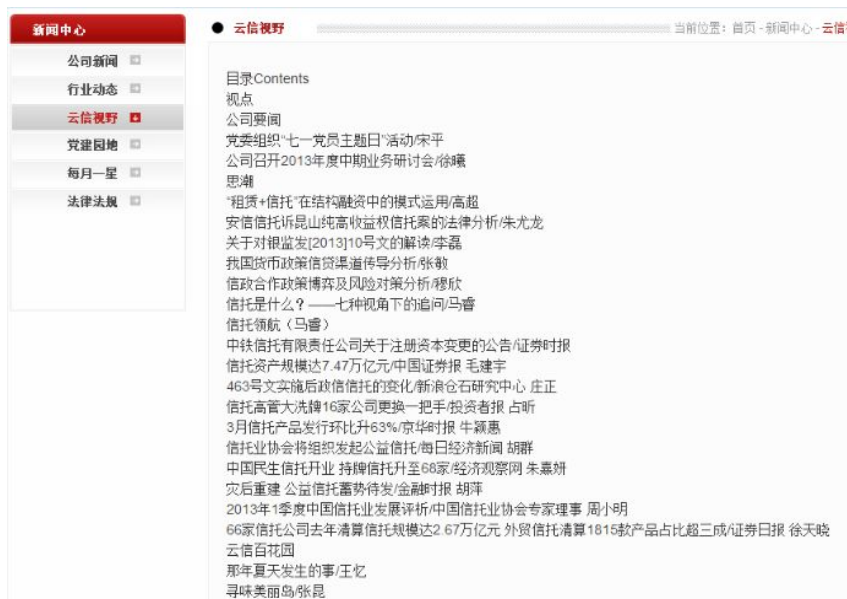 新闻中心
公司新闻
行业动态
云信视野
党建园地
每月一星
法律法规
云信视野
当前位置：首页-新闻中心-云信
目录Contents
视点
公司要闻
党委组织“七一党员主题日”活动/宋平
公司召开2013年度中期业务研讨会/徐曦
思潮
“租赁+信托”在结构融资中的模式运用/高超
安信信托诉昆山纯高收益权信托案的法律分析/朱尤龙
关于对银监发[2013]10号文的解读/李磊
我国货币政策信贷渠道传导分析/张敏
信政合作政策博弈及风险对策分析/穆欣
信托是什么？——七种视角下的追问/马睿
信托领航（马睿）
中铁信托有限责任公司关于注册资本变更的公告/证券时报
信托资产规模达7.47万亿元/中国证券报 毛建宇
463号文实施后政信信托的变化/新浪仓石研究中心 庄正
信托高管大洗牌16家公司更换一把手/投资者报 占昕
3月信托产品发行环比升63%/京华时报 牛颖惠
信托业协会将组织发起公益信托/每日经济新闻 胡群
中国民生信托开业 持牌信托升至68家/经济观察网 朱熹妍
灾后重建 公益信托蓄势待发/金融时报 胡萍
2013年1季度中国信托业发展评析/中国信托业协会专家理事 周小明
66家信托公司去年清算信托规模达2.67万亿元 外贸信托清算1815款产品占比超三成/证券日报 徐天晓
云信百花园
那年夏天发生的事/王忆
寻味美丽岛/张昆